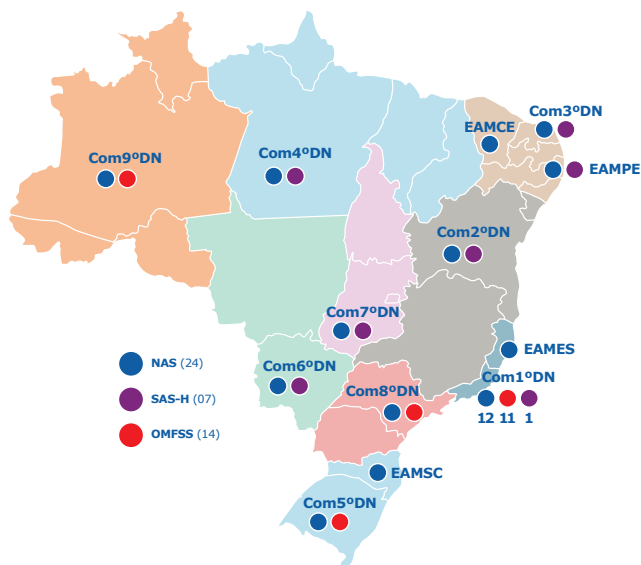 Com3ºDN
EAMCE
Com9ºDN
Com4ºDN
EAMPE
Com2ºDN
Com7ºDN
EAMES
NAS (24)
Com6ºDN
Com1ºDN
SAS-H (07)
Com8ºDN
12 11 1
OMFSS (14)
EAMSC
Com5ºDN